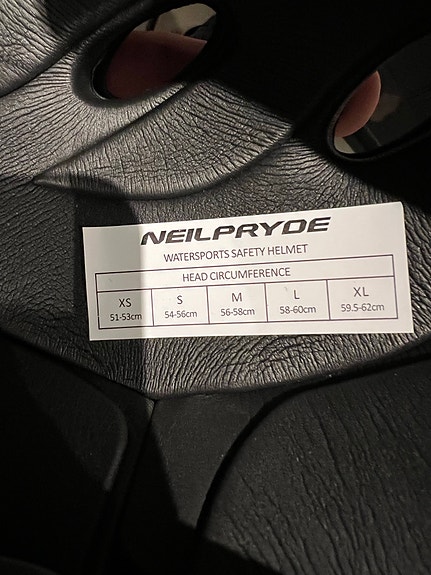 NEILPRYDE
WATERSPORTS SAFETY HELMET
HEAD CIRCUMFERENCE
XS S M L XL
51-53cm 54-56cm 56-58cm 58-60cm 59.5-62cm